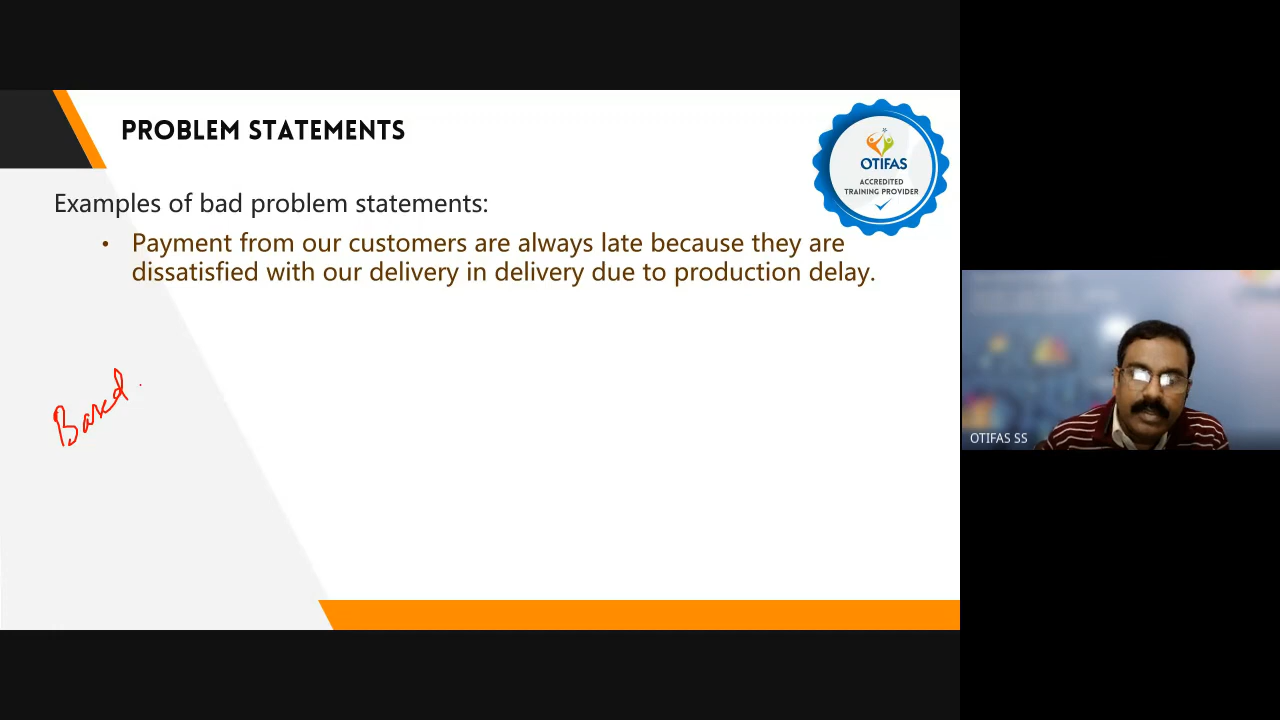 PROBLEM STATEMENTS
OTIFAS
ACCREDITED
TRAINING PROVIDER
Examples of bad problem statements:
• Payment from our customers are always late because they are
dissatisfied with our delivery in delivery due to production delay.
Based
OTIFAS SS